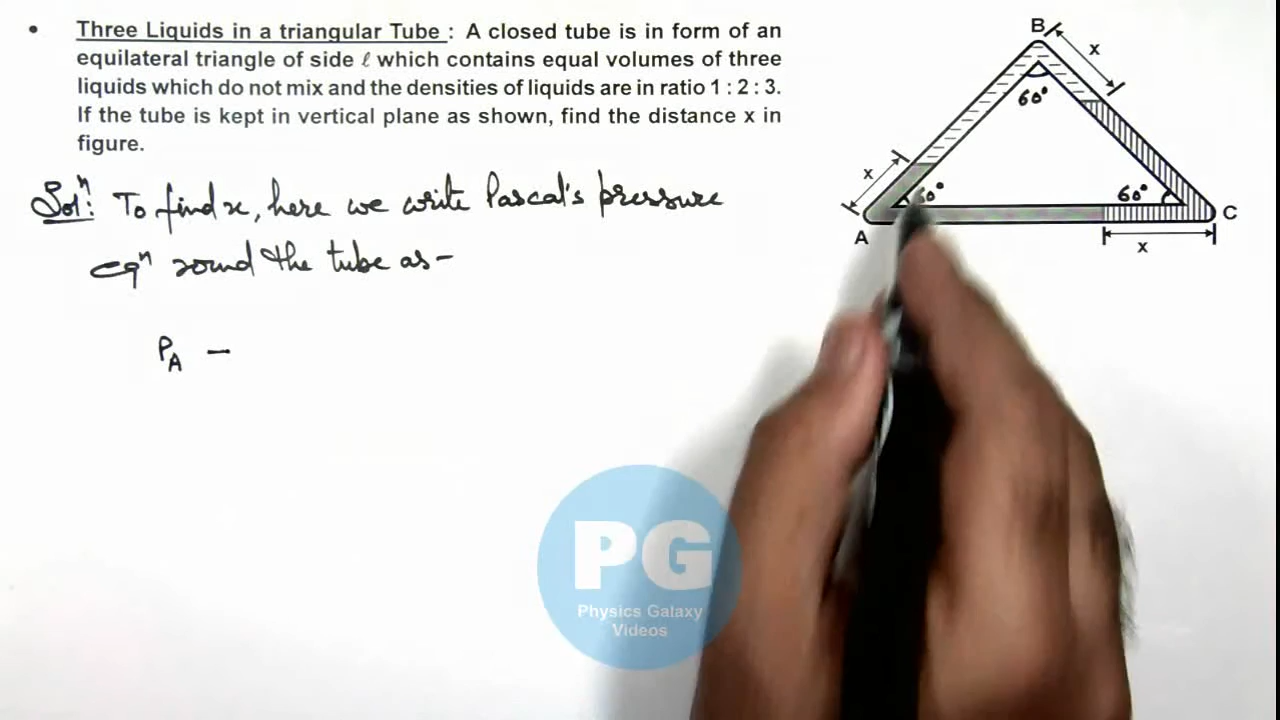 • Three Liquids in a triangular Tube : A closed tube is in form of an
equilateral triangle of side ℓ which contains equal volumes of three
liquids which do not mix and the densities of liquids are in ratio 1 : 2 : 3.
If the tube is kept in vertical plane as shown, find the distance x in
figure.
Solⁿ: To find x, here we write Pascal's pressure
eqⁿ round the tube as–
P_A –
B
x
60°
x
60°
60°
A
C
x
PG
Physics Galaxy
Videos